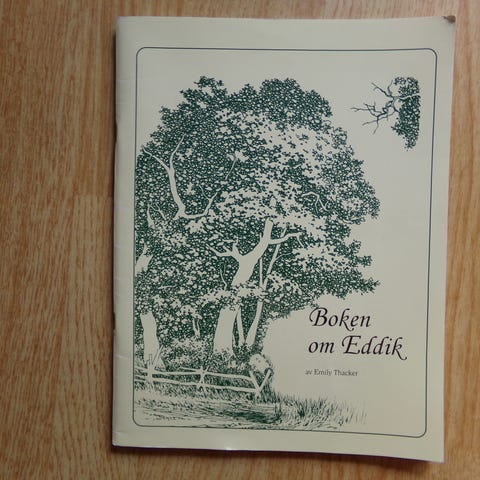 Boken
om Eddik
av Emily Thacker